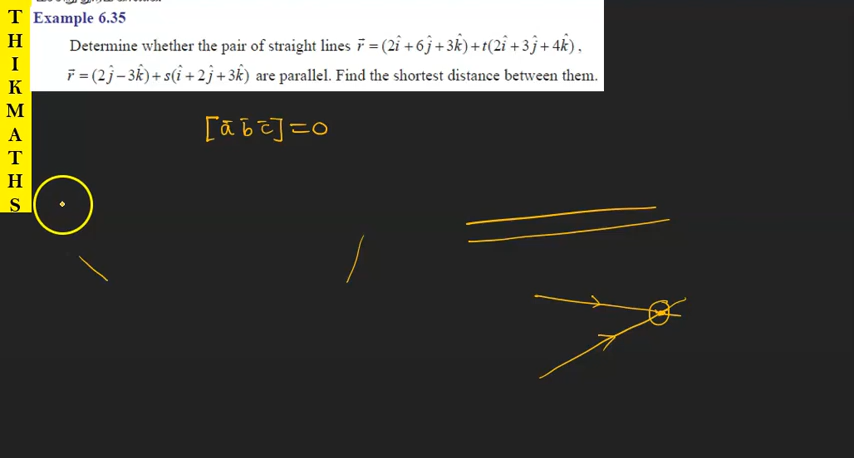 THIKMATHS
Example 6.35
Determine whether the pair of straight lines r⃗ = (2î + 6ĵ + 3k̂) + t(2î + 3ĵ + 4k̂) ,
r⃗ = (2ĵ − 3k̂) + s(î + 2ĵ + 3k̂) are parallel. Find the shortest distance between them.
[ā b̄ c̄] = 0